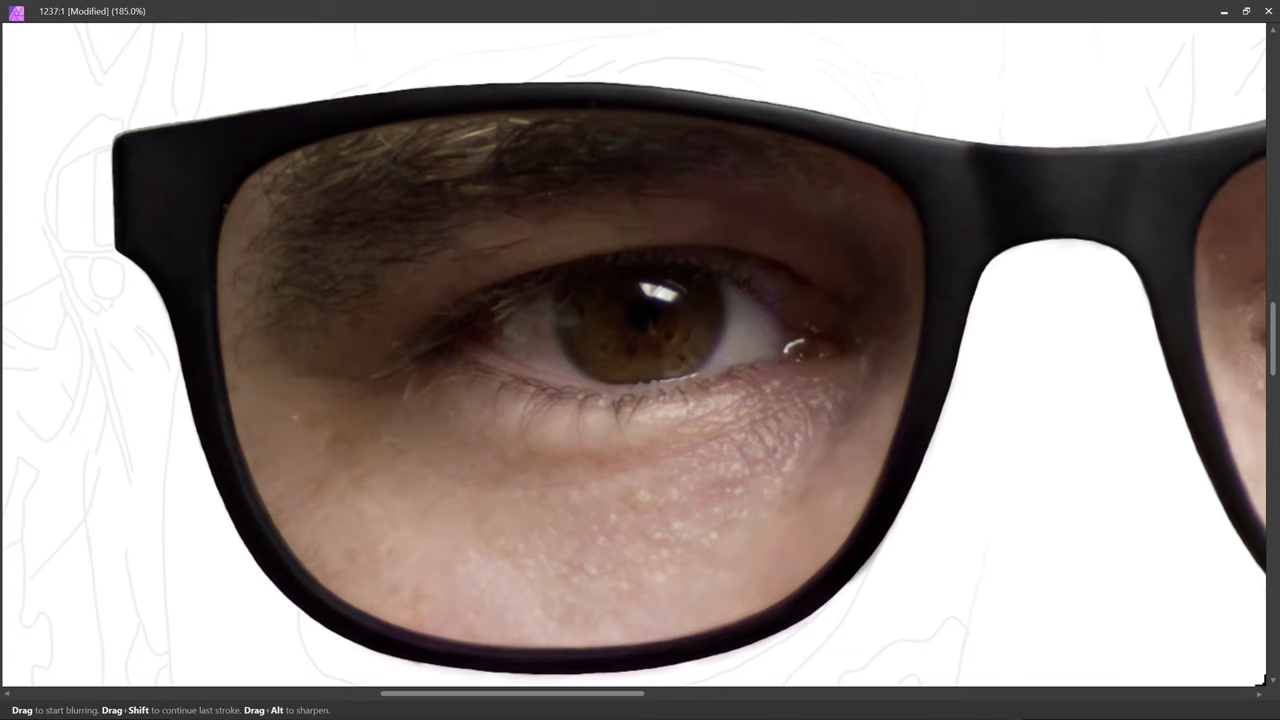 1237:1 [Modified] (185.0%)
Drag to start blurring. Drag+Shift to continue last stroke. Drag+Alt to sharpen.